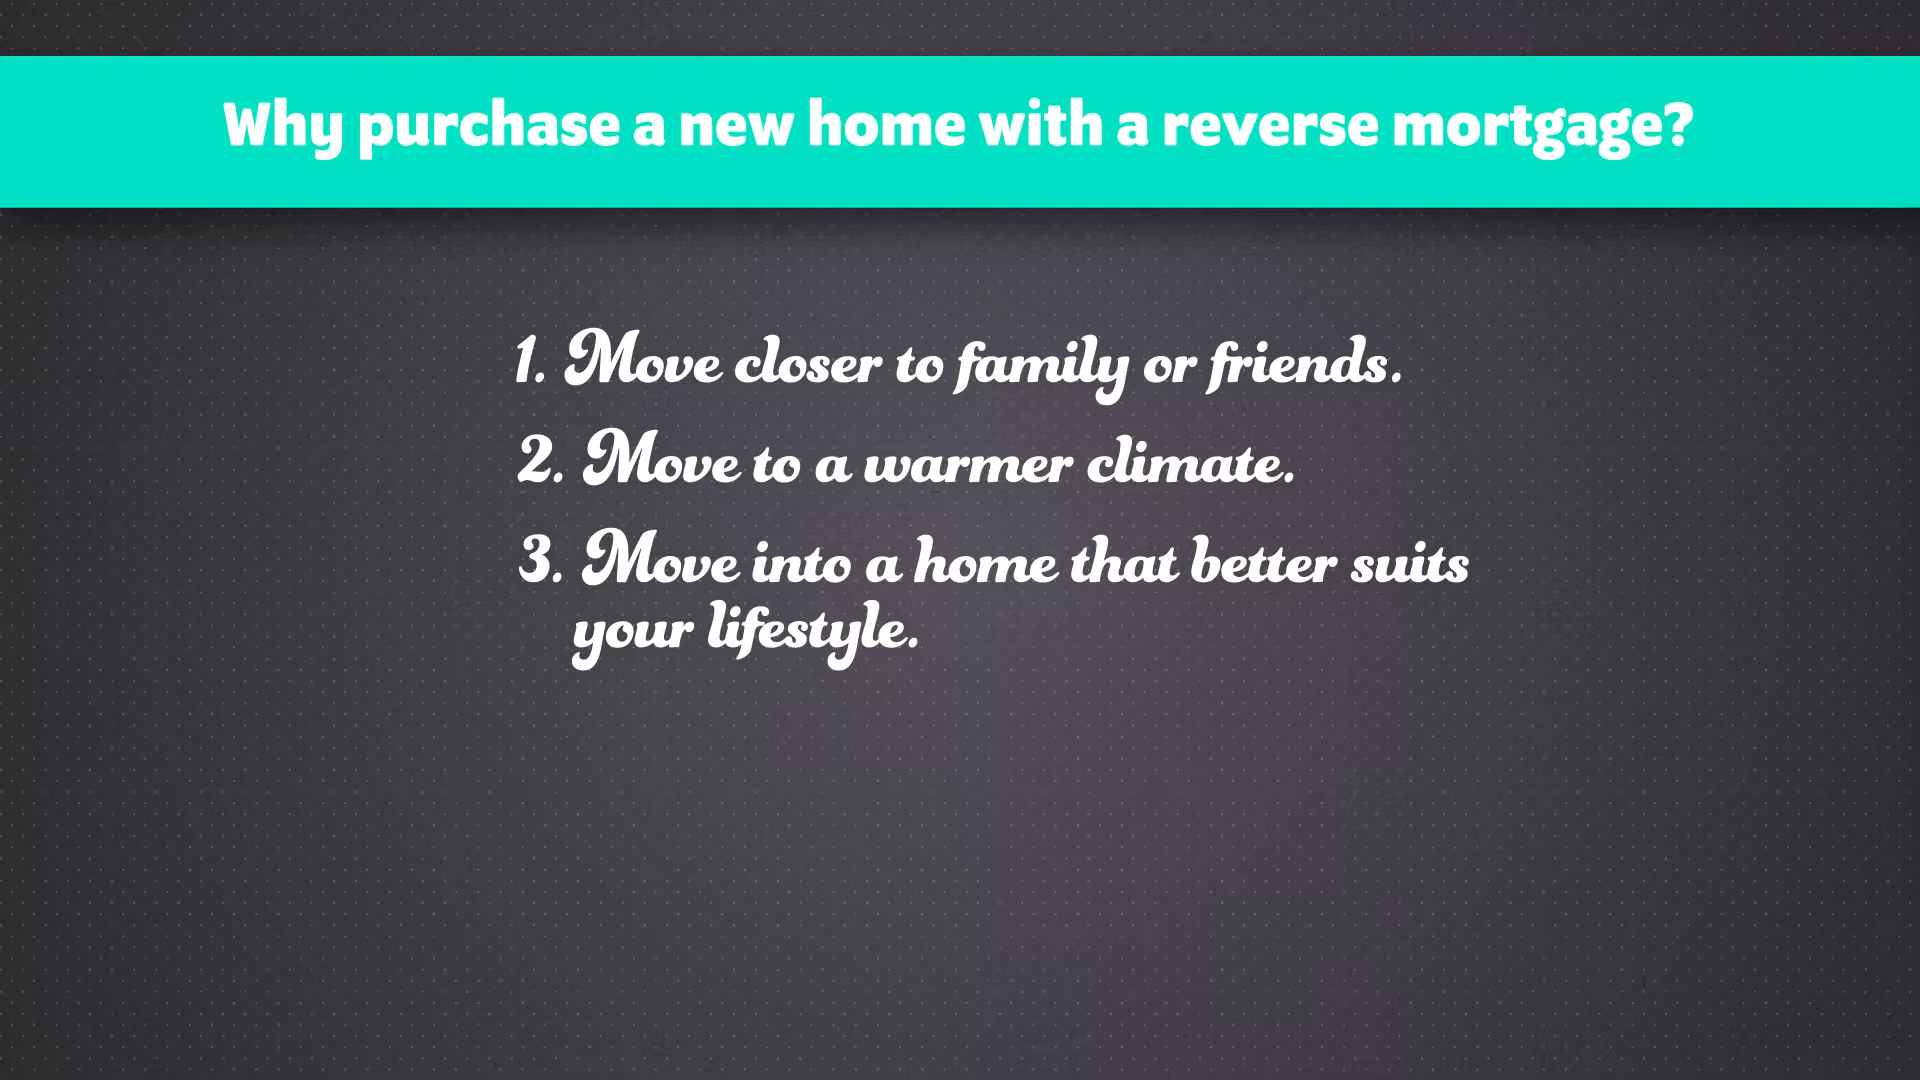 Why purchase a new home with a reverse mortgage?
1. Move closer to family or friends.
2. Move to a warmer climate.
3. Move into a home that better suits
your lifestyle.